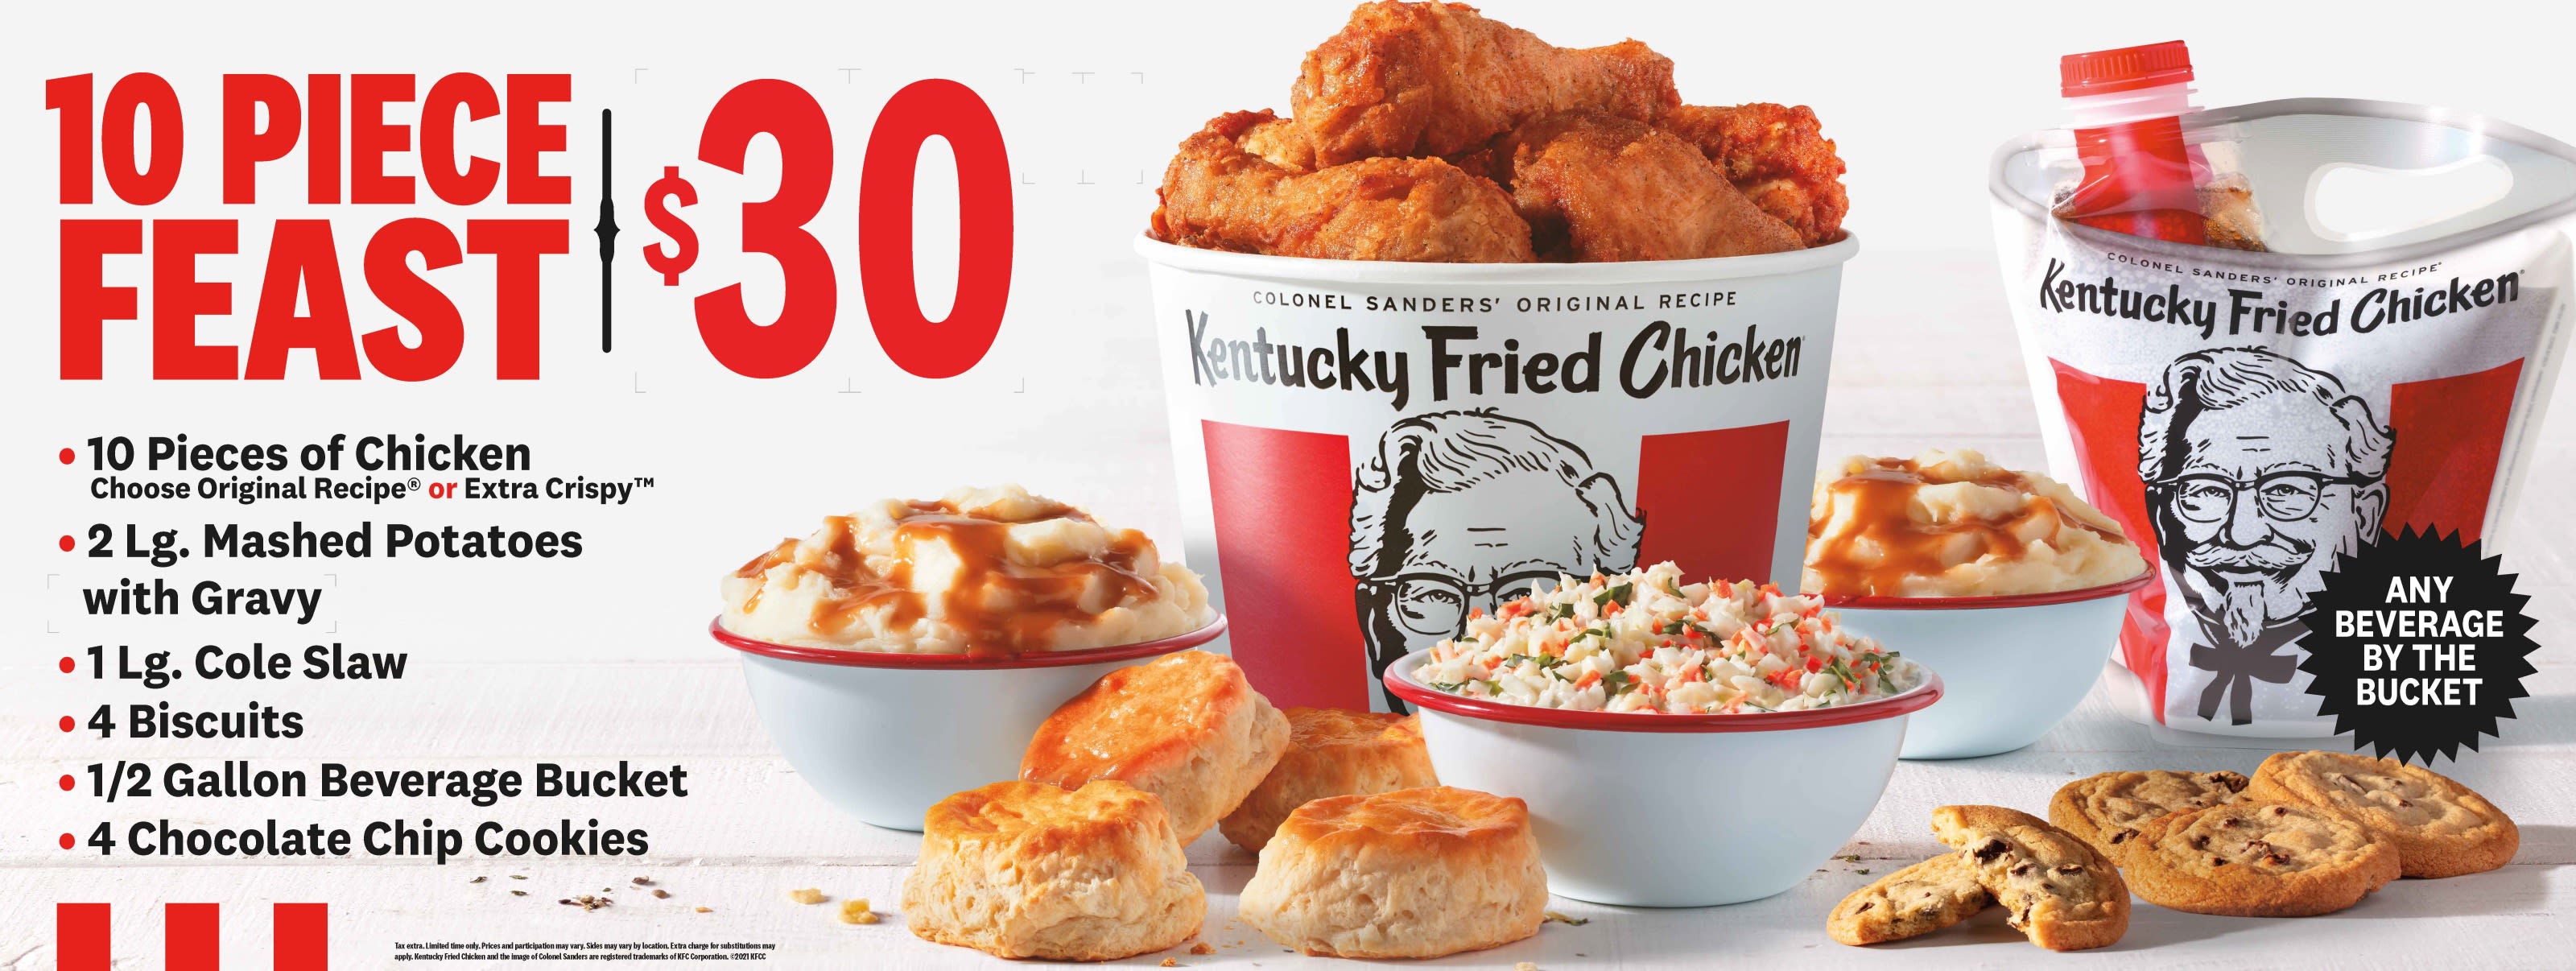 10 PIECE
FEAST
$30
• 10 Pieces of Chicken
Choose Original Recipe® or Extra Crispy™
• 2 Lg. Mashed Potatoes
with Gravy
• 1 Lg. Cole Slaw
• 4 Biscuits
• 1/2 Gallon Beverage Bucket
• 4 Chocolate Chip Cookies
Tax extra. Limited time only. Prices and participation may vary. Sides may vary by location. Extra charge for substitutions may
apply. Kentucky Fried Chicken and the image of Colonel Sanders are registered trademarks of KFC Corporation. ©2021 KFCC
COLONEL SANDERS' ORIGINAL RECIPE
Kentucky Fried Chicken
COLONEL SANDERS' ORIGINAL RECIPE®
Kentucky Fried Chicken®
ANY
BEVERAGE
BY THE
BUCKET